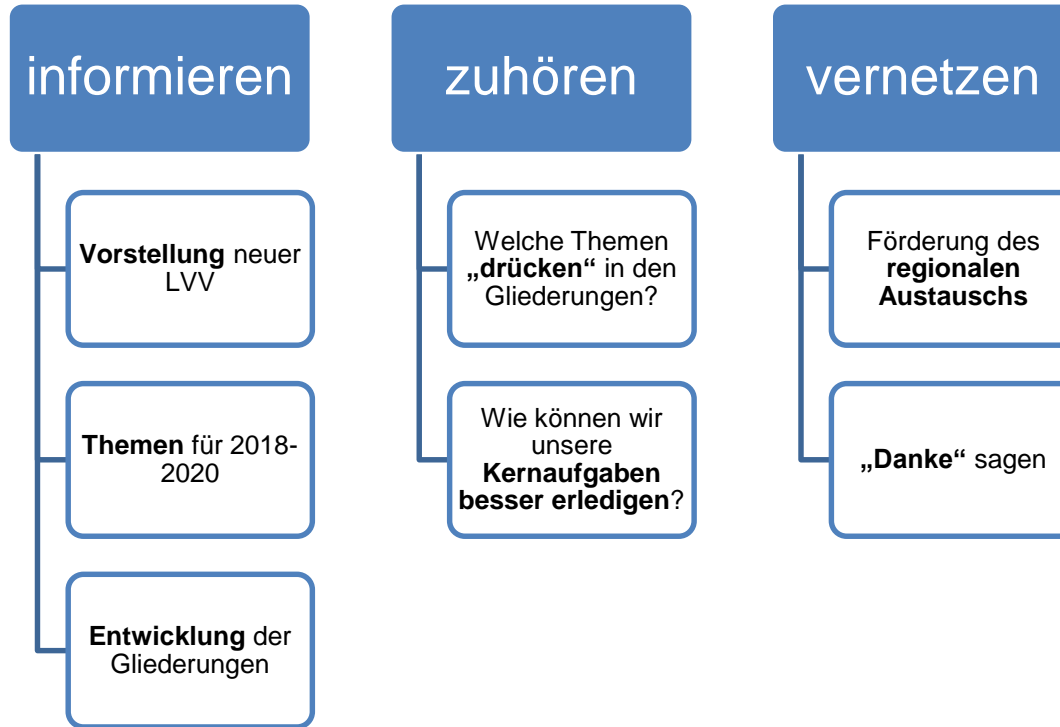 informieren
Vorstellung neuer
LVV
Themen für 2018-
2020
Entwicklung der
Gliederungen
zuhören
Welche Themen
„drücken“ in den
Gliederungen?
Wie können wir
unsere
Kernaufgaben
besser erledigen?
vernetzen
Förderung des
regionalen
Austauschs
„Danke“ sagen